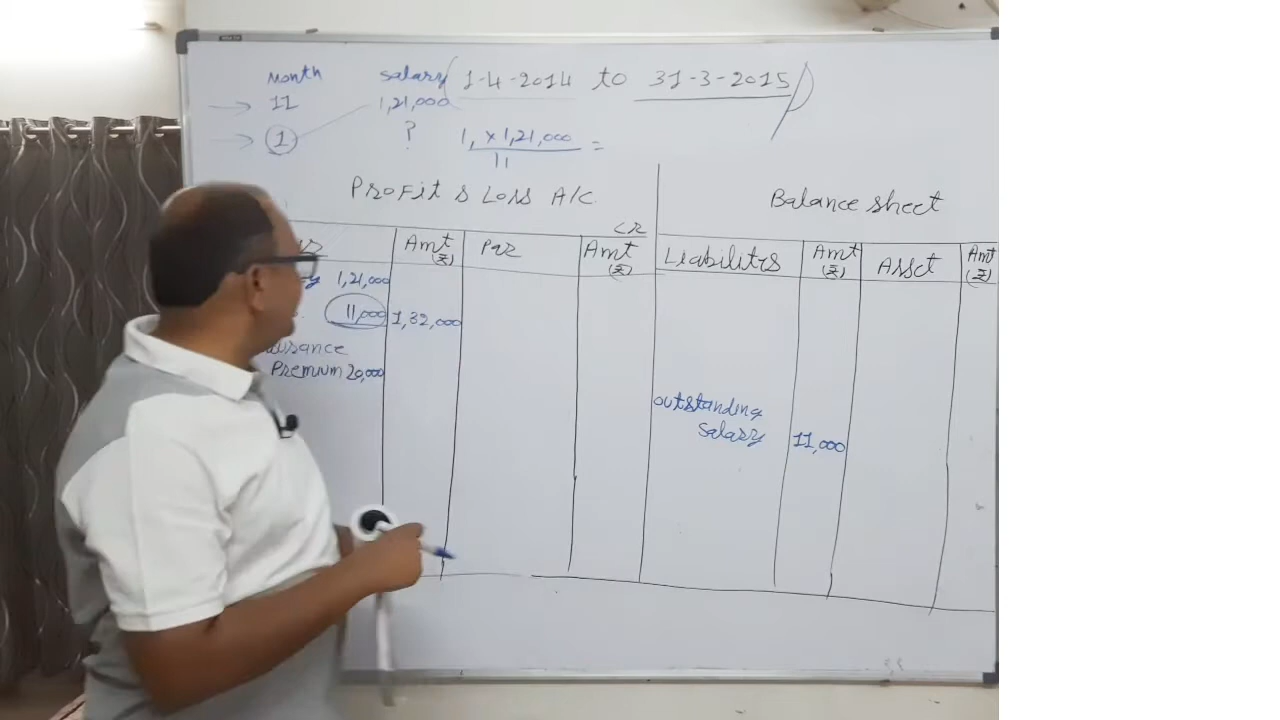 Month salary (1-4-2014 to 31-3-2015)
→ 11 1,21,000
→ 1 ? 1 × 1,21,000 =
11
Profit & Loss A/C
Balance sheet
CR
Amt Par Amt
(₹) (₹)
Liabilities Amt Asset Amt
(₹) (₹)
1,21,000
11,000 1,32,000
Premium 20,000
outstanding
salary 11,000